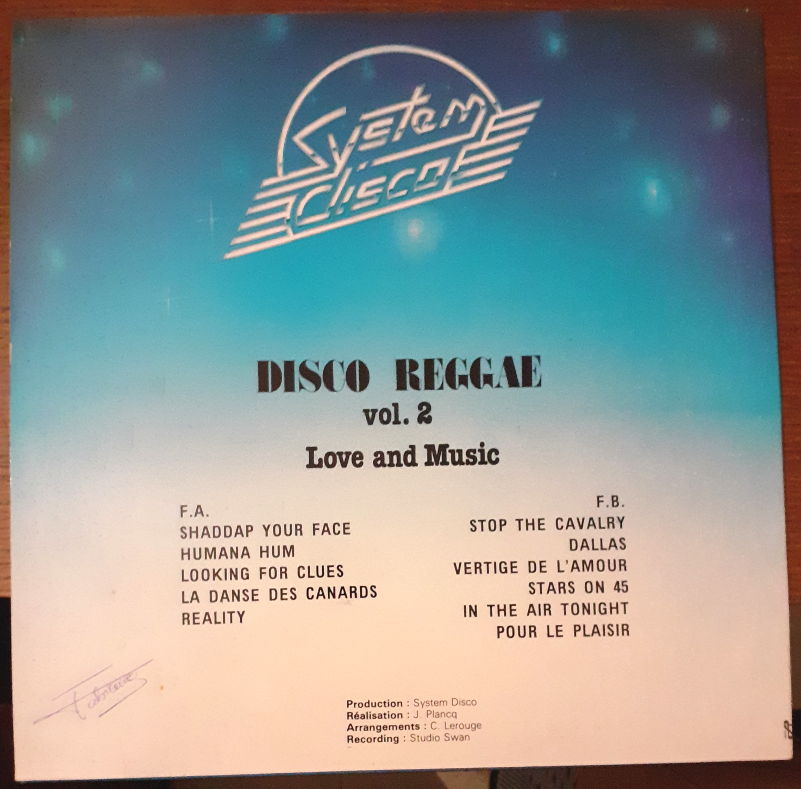 System
disco
DISCO REGGAE
vol. 2
Love and Music
F.A.
SHADDAP YOUR FACE
HUMANA HUM
LOOKING FOR CLUES
LA DANSE DES CANARDS
REALITY
F.B.
STOP THE CAVALRY
DALLAS
VERTIGE DE L'AMOUR
STARS ON 45
IN THE AIR TONIGHT
POUR LE PLAISIR
Production : System Disco
Réalisation : J. Plancq
Arrangements : C. Lerouge
Recording : Studio Swan